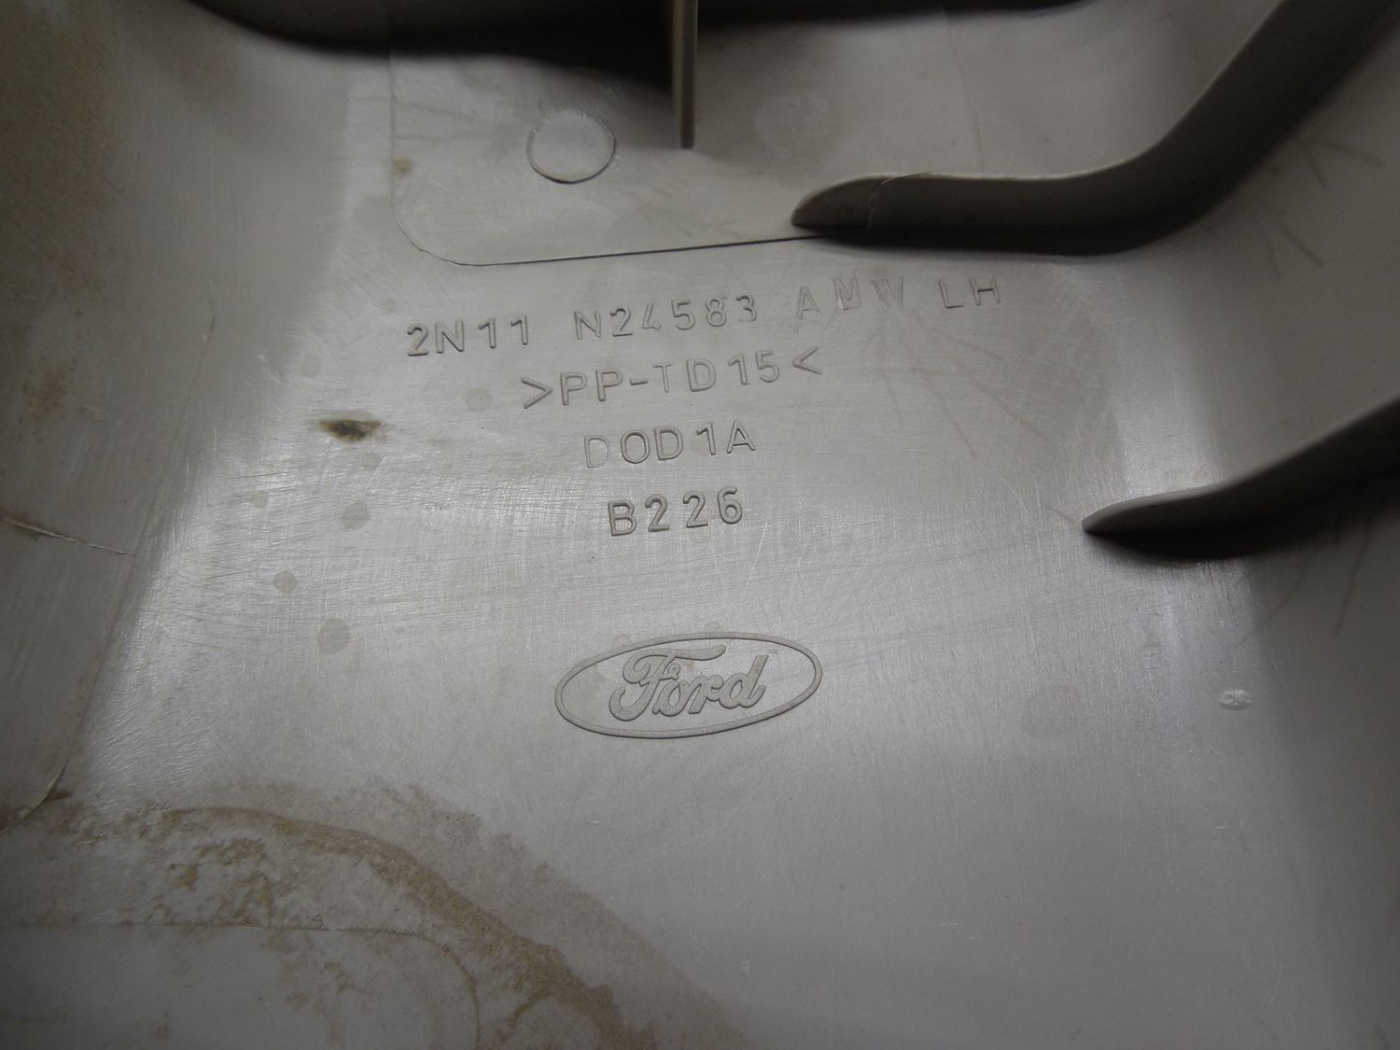 2N11 N24583 AMW LH
>PP-TD15<
DOD1A
B226
Ford